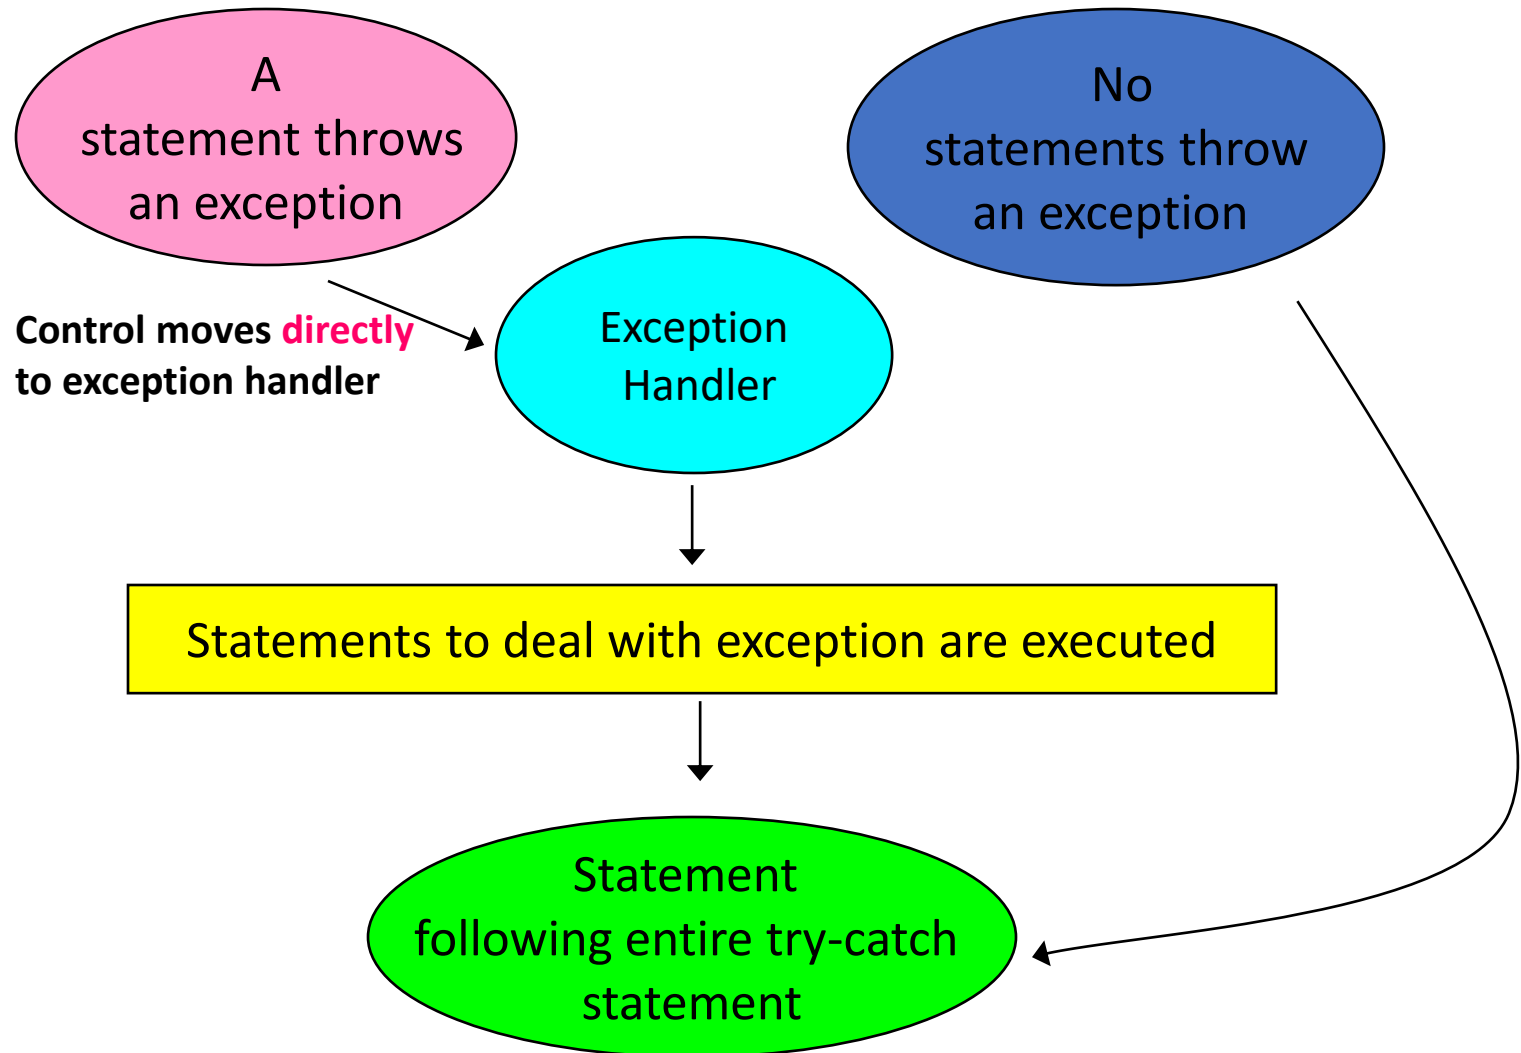 A
statement throws
an exception
No
statements throw
an exception
Control moves directly
to exception handler
Exception
Handler
Statements to deal with exception are executed
Statement
following entire try-catch
statement